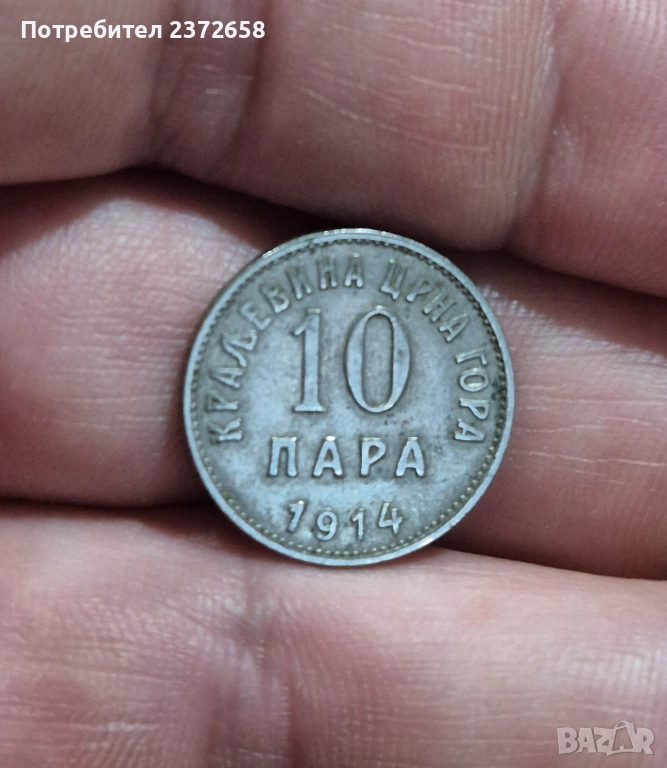 Потребител 2372658
КРАЉЕВИНА ЦРНА ГОРА
10
ПАРА
1914
BAZAR